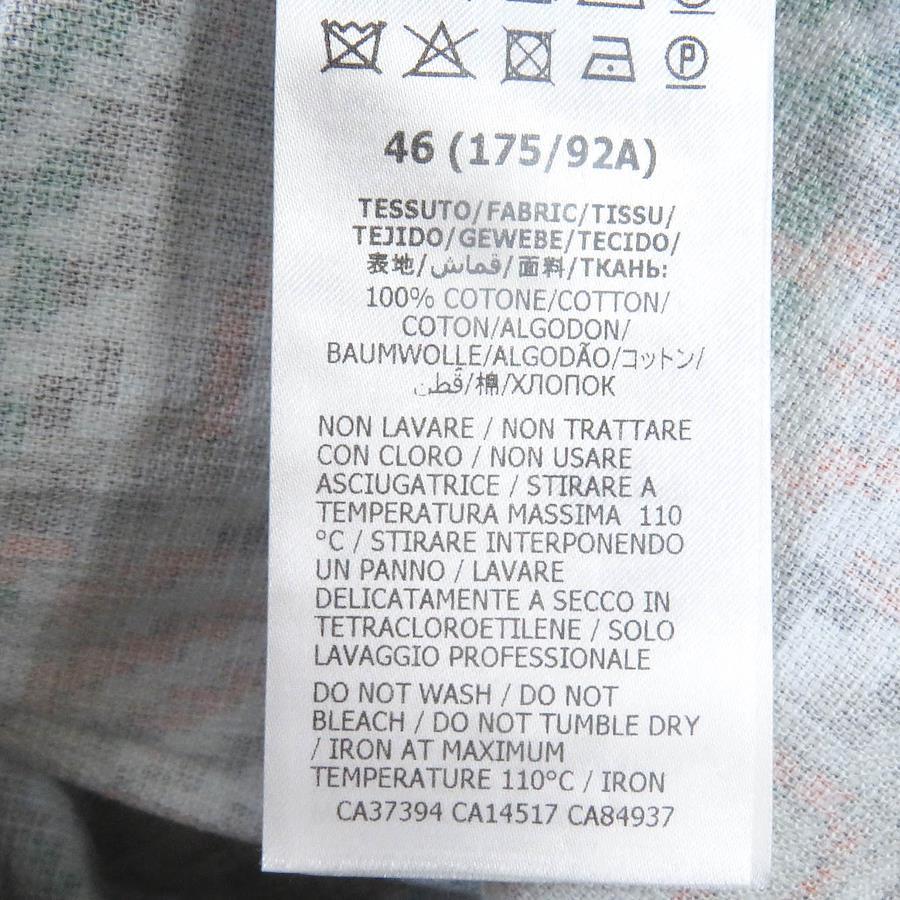 P
46 (175/92A)
TESSUTO/FABRIC/TISSU/
TEJIDO/GEWEBE/TECIDO/
表地/قماش/面料/ТКАНЬ:
100% COTONE/COTTON/
COTON/ALGODON/
BAUMWOLLE/ALGODÃO/コットン/
قطن/棉/ХЛОПОК
NON LAVARE / NON TRATTARE
CON CLORO / NON USARE
ASCIUGATRICE / STIRARE A
TEMPERATURA MASSIMA 110
°C / STIRARE INTERPONENDO
UN PANNO / LAVARE
DELICATAMENTE A SECCO IN
TETRACLOROETILENE / SOLO
LAVAGGIO PROFESSIONALE
DO NOT WASH / DO NOT
BLEACH / DO NOT TUMBLE DRY
/ IRON AT MAXIMUM
TEMPERATURE 110°C / IRON
CA37394 CA14517 CA84937